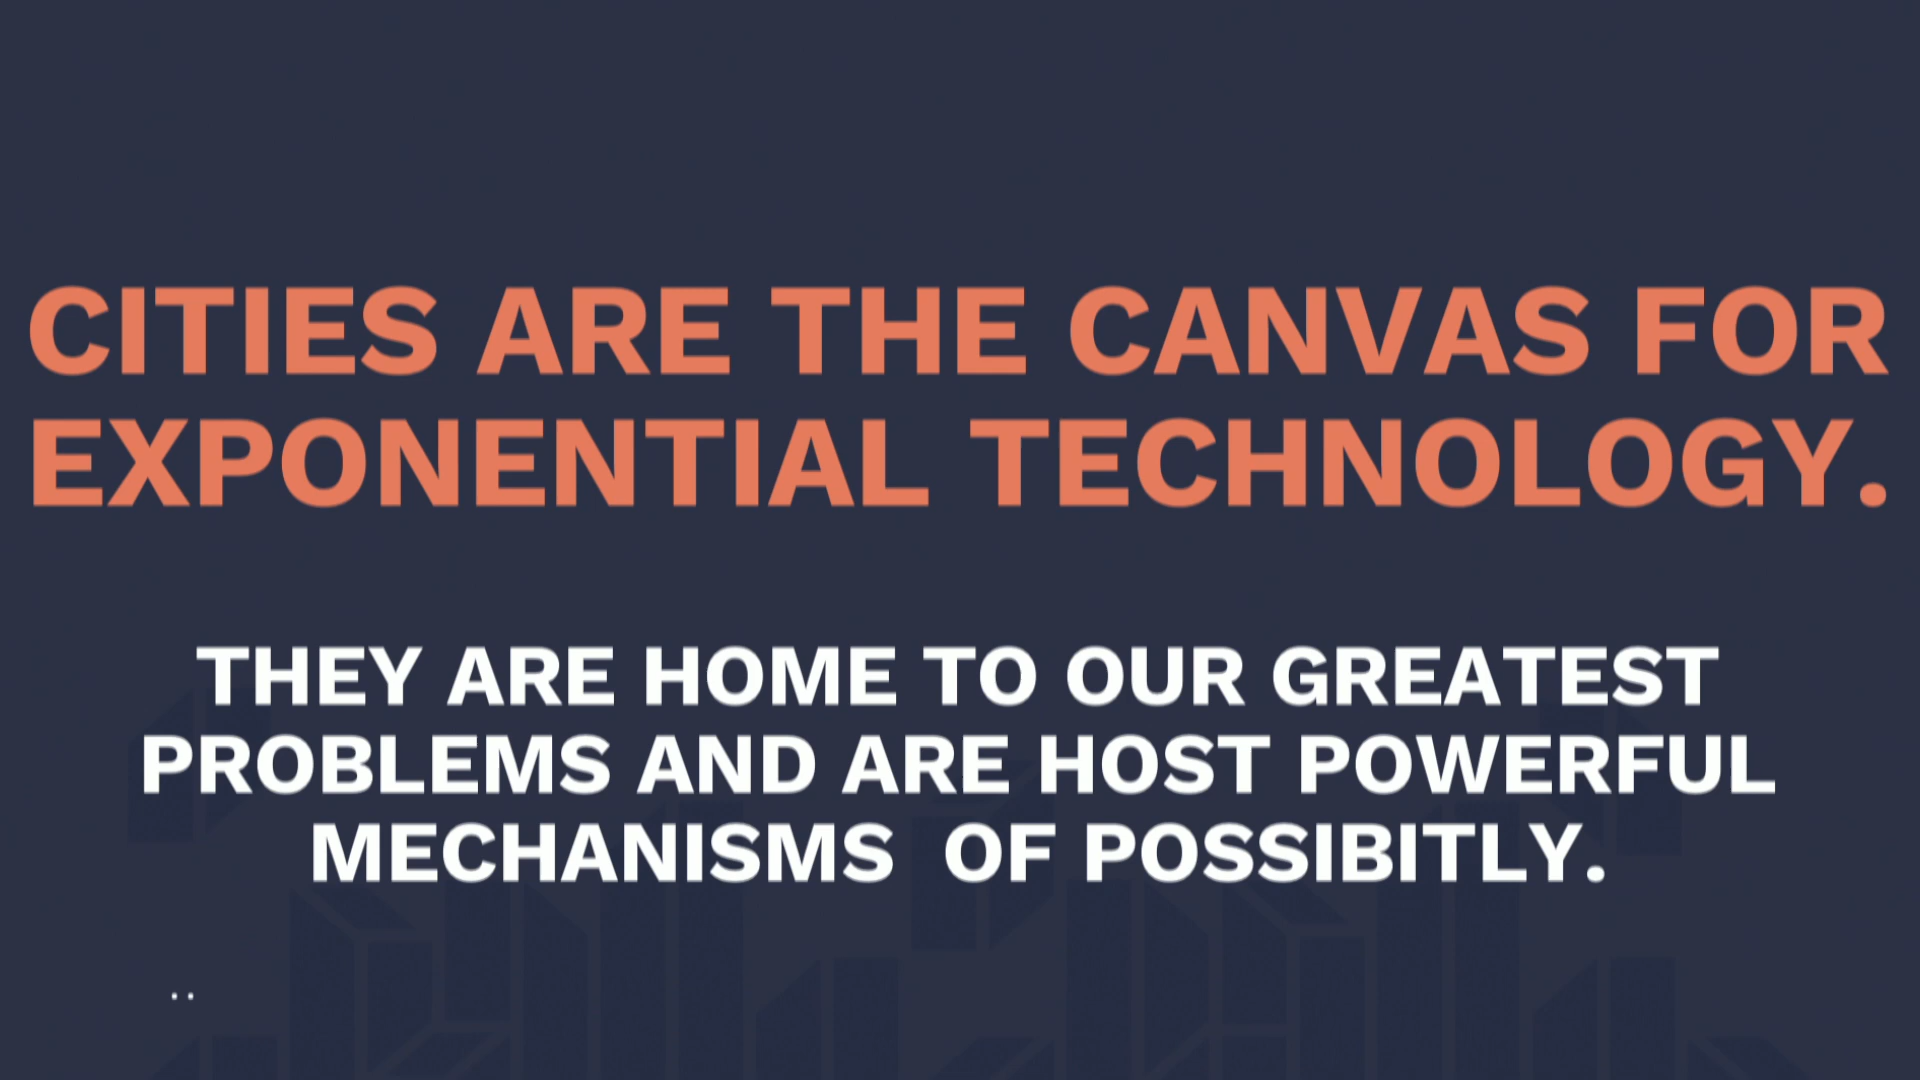 CITIES ARE THE CANVAS FOR
EXPONENTIAL TECHNOLOGY.
THEY ARE HOME TO OUR GREATEST
PROBLEMS AND ARE HOST POWERFUL
MECHANISMS  OF POSSIBITLY.
..